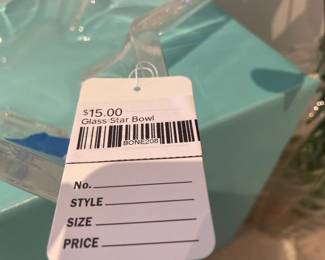 $15.00
Glass Star Bowl
BONE208
No.
STYLE
SIZE
PRICE